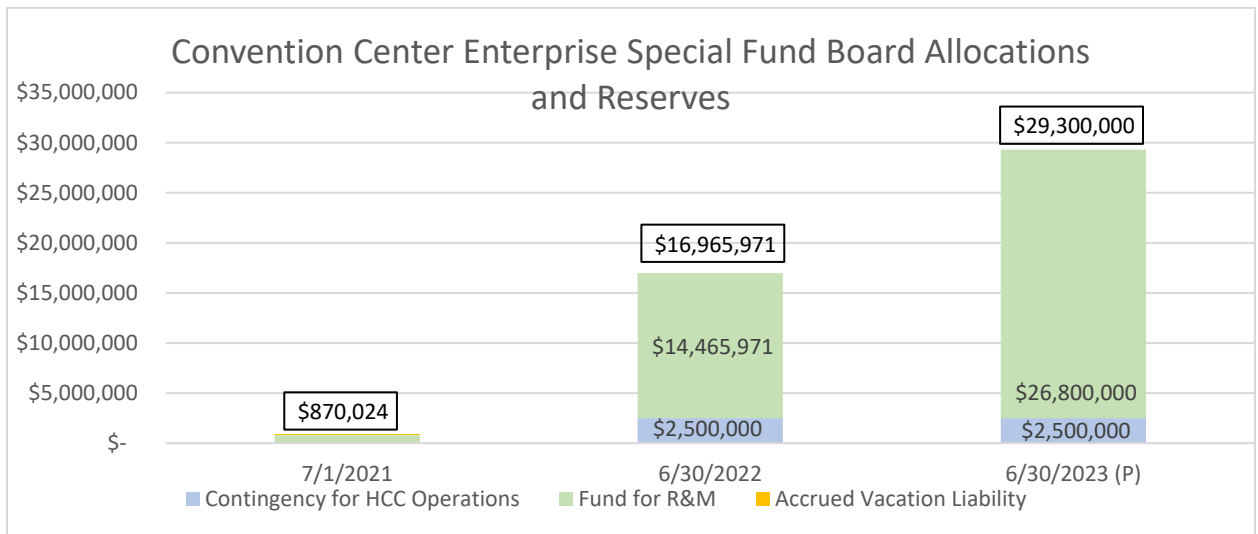 Convention Center Enterprise Special Fund Board Allocations
and Reserves
$35,000,000
$30,000,000
$25,000,000
$20,000,000
$15,000,000
$10,000,000
$5,000,000
$-
$870,024
$16,965,971
$14,465,971
$2,500,000
$29,300,000
$26,800,000
$2,500,000
7/1/2021
6/30/2022
6/30/2023 (P)
Contingency for HCC Operations
Fund for R&M
Accrued Vacation Liability